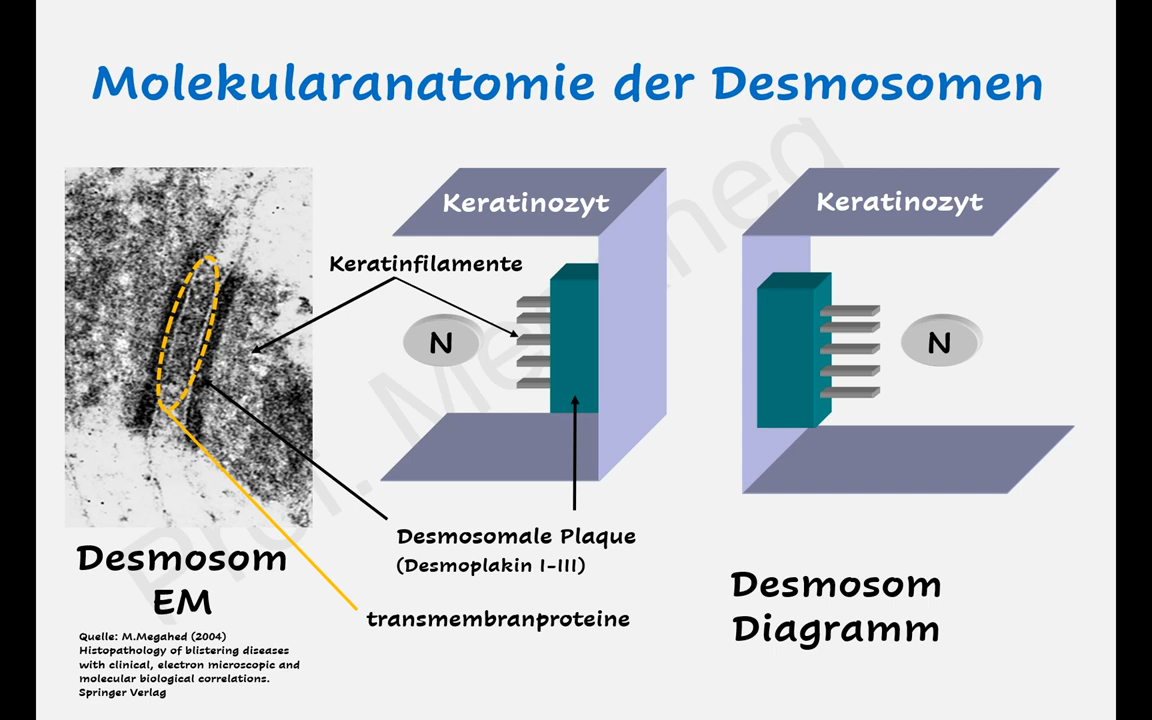 Molekularanatomie der Desmosomen
Keratinozyt
Keratinozyt
Keratinfilamente
N
N
Desmosomale Plaque
(Desmoplakin I-III)
transmembranproteine
Desmosom
EM
Quelle: M.Megahed (2004)
Histopathology of blistering diseases
with clinical, electron microscopic and
molecular biological correlations.
Springer Verlag
Desmosom
Diagramm